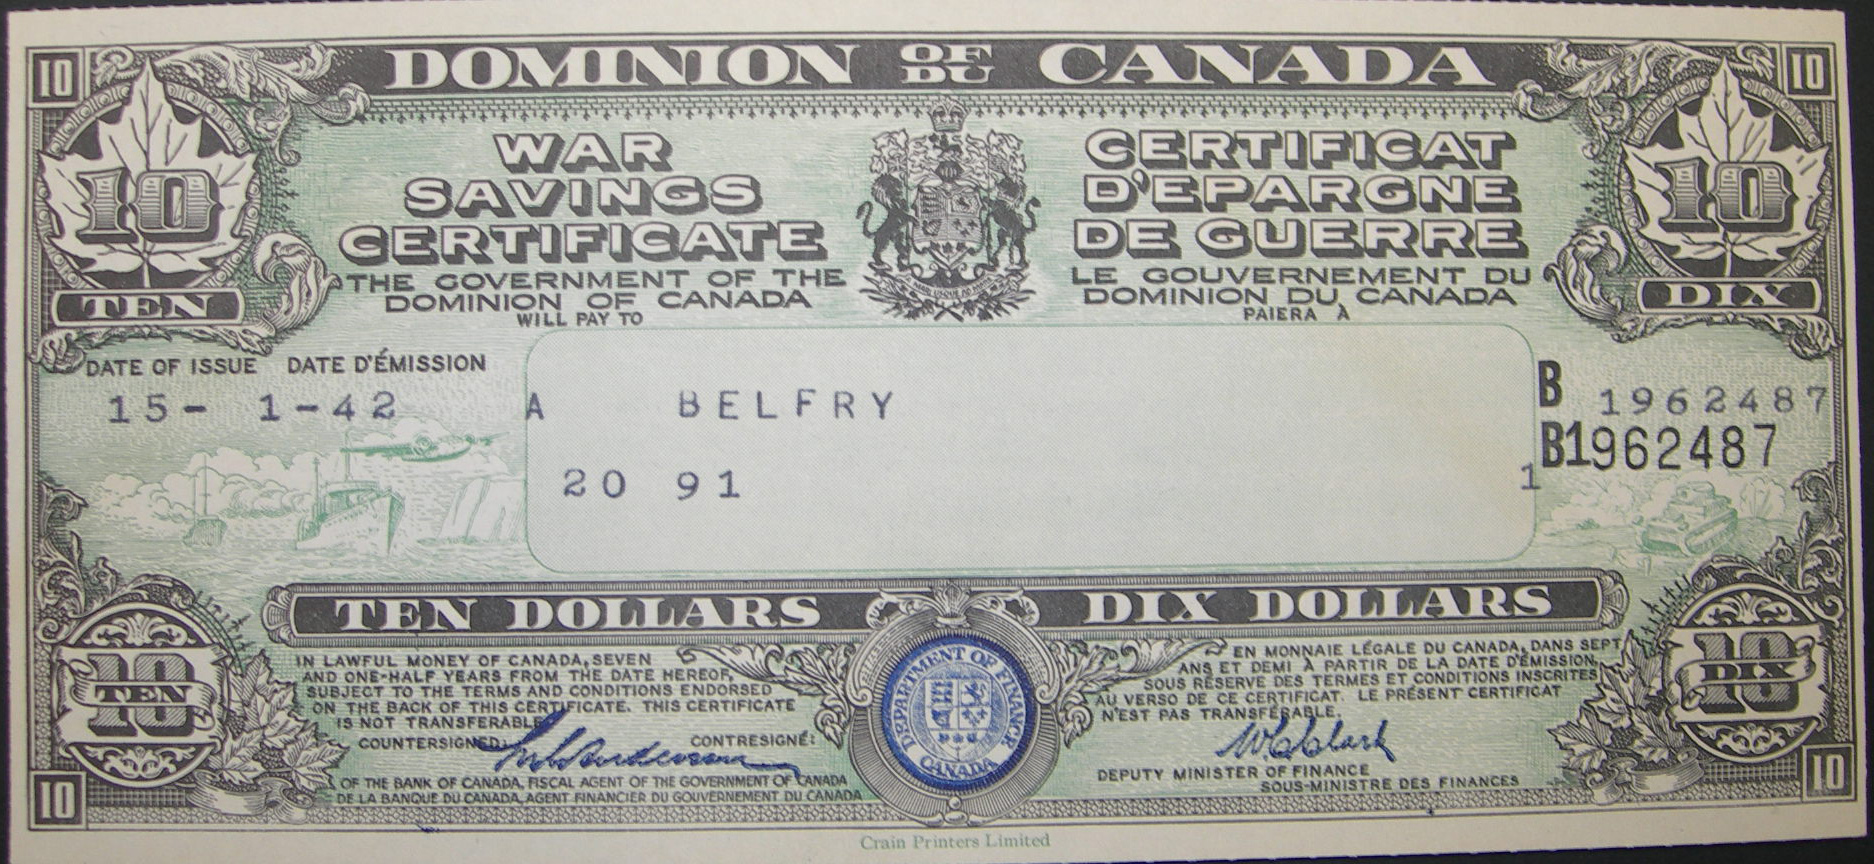 10 DOMINION OF DU CANADA 10
10 TEN
WAR
SAVINGS
CERTIFICATE
THE GOVERNMENT OF THE
DOMINION OF CANADA
WILL PAY TO
CERTIFICAT
D'EPARGNE
DE GUERRE
LE GOUVERNEMENT DU
DOMINION DU CANADA
PAIERA À
10 DIX
DATE OF ISSUE DATE D'ÉMISSION
15- 1-42 A BELFRY
B 1962487
B1962487
20 91 1
TEN DOLLARS DIX DOLLARS
10 TEN
IN LAWFUL MONEY OF CANADA, SEVEN
AND ONE-HALF YEARS FROM THE DATE HEREOF,
SUBJECT TO THE TERMS AND CONDITIONS ENDORSED
ON THE BACK OF THIS CERTIFICATE. THIS CERTIFICATE
IS NOT TRANSFERABLE
COUNTERSIGNED: CONTRESIGNÉ:
OF THE BANK OF CANADA, FISCAL AGENT OF THE GOVERNMENT OF CANADA
DE LA BANQUE DU CANADA, AGENT FINANCIER DU GOUVERNEMENT DU CANADA
DEPARTMENT OF FINANCE
CANADA
EN MONNAIE LÉGALE DU CANADA, DANS SEPT
ANS ET DEMI À PARTIR DE LA DATE D'ÉMISSION,
SOUS RÉSERVE DES TERMES ET CONDITIONS INSCRITES
AU VERSO DE CE CERTIFICAT. LE PRÉSENT CERTIFICAT
N'EST PAS TRANSFÉRABLE.
W C Clark
DEPUTY MINISTER OF FINANCE
SOUS-MINISTRE DES FINANCES
10 DIX
10 10
Crain Printers Limited